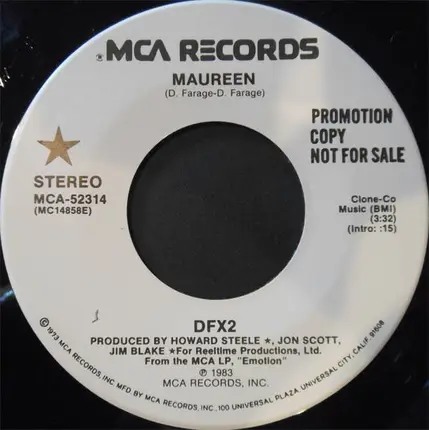 MCA RECORDS
MAUREEN
(D. Farage-D. Farage)
PROMOTION
COPY
NOT FOR SALE
STEREO
MCA-52314
(MC14858E)
Clone-Co
Music (BMI)
(3:32)
(Intro: :15)
DFX2
PRODUCED BY HOWARD STEELE ★, JON SCOTT,
JIM BLAKE ★For Reeltime Productions, Ltd.
From the MCA LP, "Emotion"
℗ 1983
MCA RECORDS, INC.
© 1973 MCA RECORDS, INC. MFG BY MCA RECORDS, INC., 100 UNIVERSAL PLAZA, UNIVERSAL CITY, CALIF. 91608